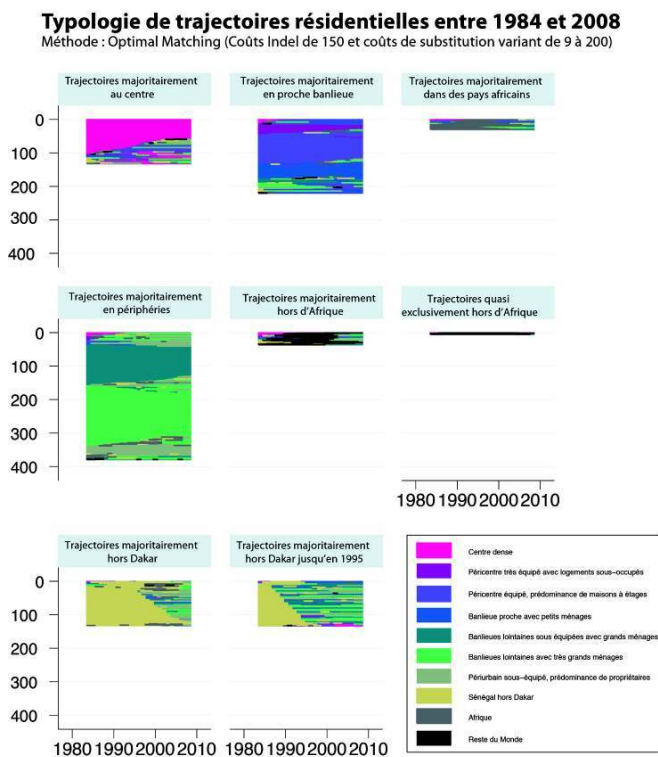 Typologie de trajectoires résidentielles entre 1984 et 2008
Méthode : Optimal Matching (Coûts Indel de 150 et coûts de substitution variant de 9 à 200)
Trajectoires majoritairement
au centre
Trajectoires majoritairement
en proche banlieue
Trajectoires majoritairement
dans des pays africains
0
100
200
300
400
Trajectoires majoritairement
en périphéries
Trajectoires majoritairement
hors d'Afrique
Trajectoires quasi
exclusivement hors d'Afrique
0
100
200
300
400
1980 1990 2000 2010
Trajectoires majoritairement
hors Dakar
Trajectoires majoritairement
hors Dakar jusqu'en 1995
0
100
200
300
400
1980 1990 2000 2010
1980 1990 2000 2010
Centre dense
Péricentre très équipé avec logements sous-occupés
Péricentre équipé, prédominance de maisons à étages
Banlieue proche avec petits ménages
Banlieues lointaines sous équipées avec grands ménages
Banlieues lointaines avec très grands ménages
Périurbain sous-équipé, prédominance de propriétaires
Sénégal hors Dakar
Afrique
Reste du Monde